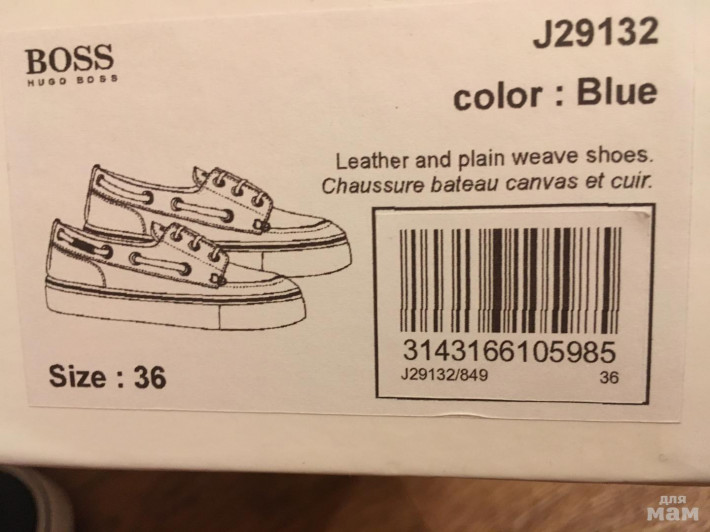 BOSS
HUGO BOSS
J29132
color : Blue
Leather and plain weave shoes.
Chaussure bateau canvas et cuir.
3143166105985
J29132/849 36
Size : 36
для
мам